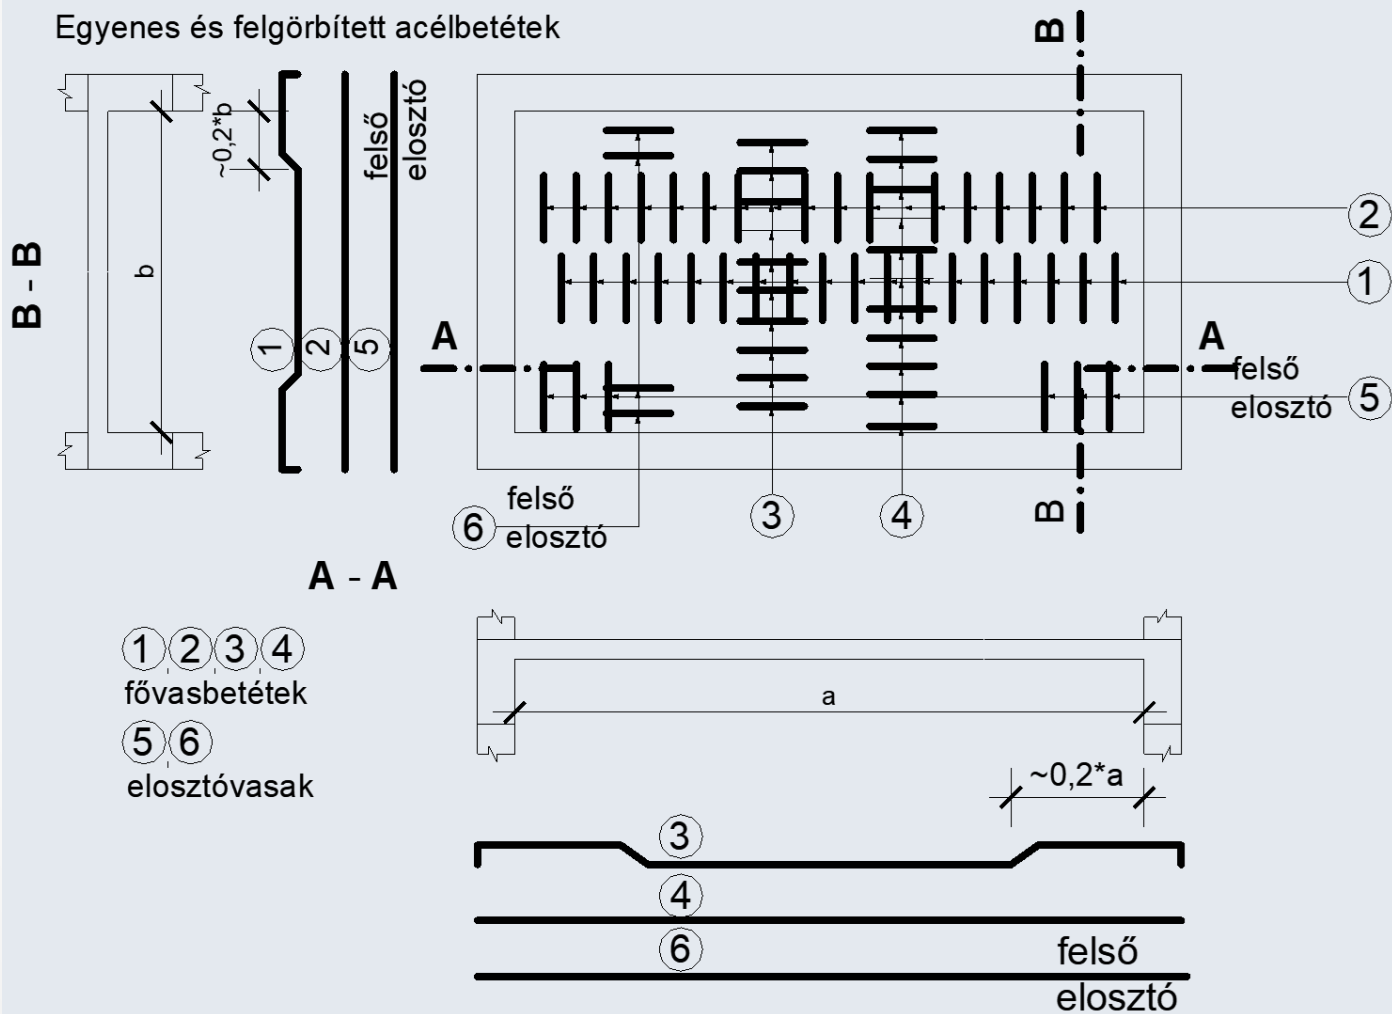 Egyenes és felgörbített acélbetétek
B
~0,2*b
felső
elosztó
2
B - B
b
1
1
2
5
A
A
felső
elosztó
5
6
felső
elosztó
3
4
B
A - A
1 2 3 4
fővasbetétek
5 6
elosztóvasak
a
~0,2*a
3
4
6
felső
elosztó